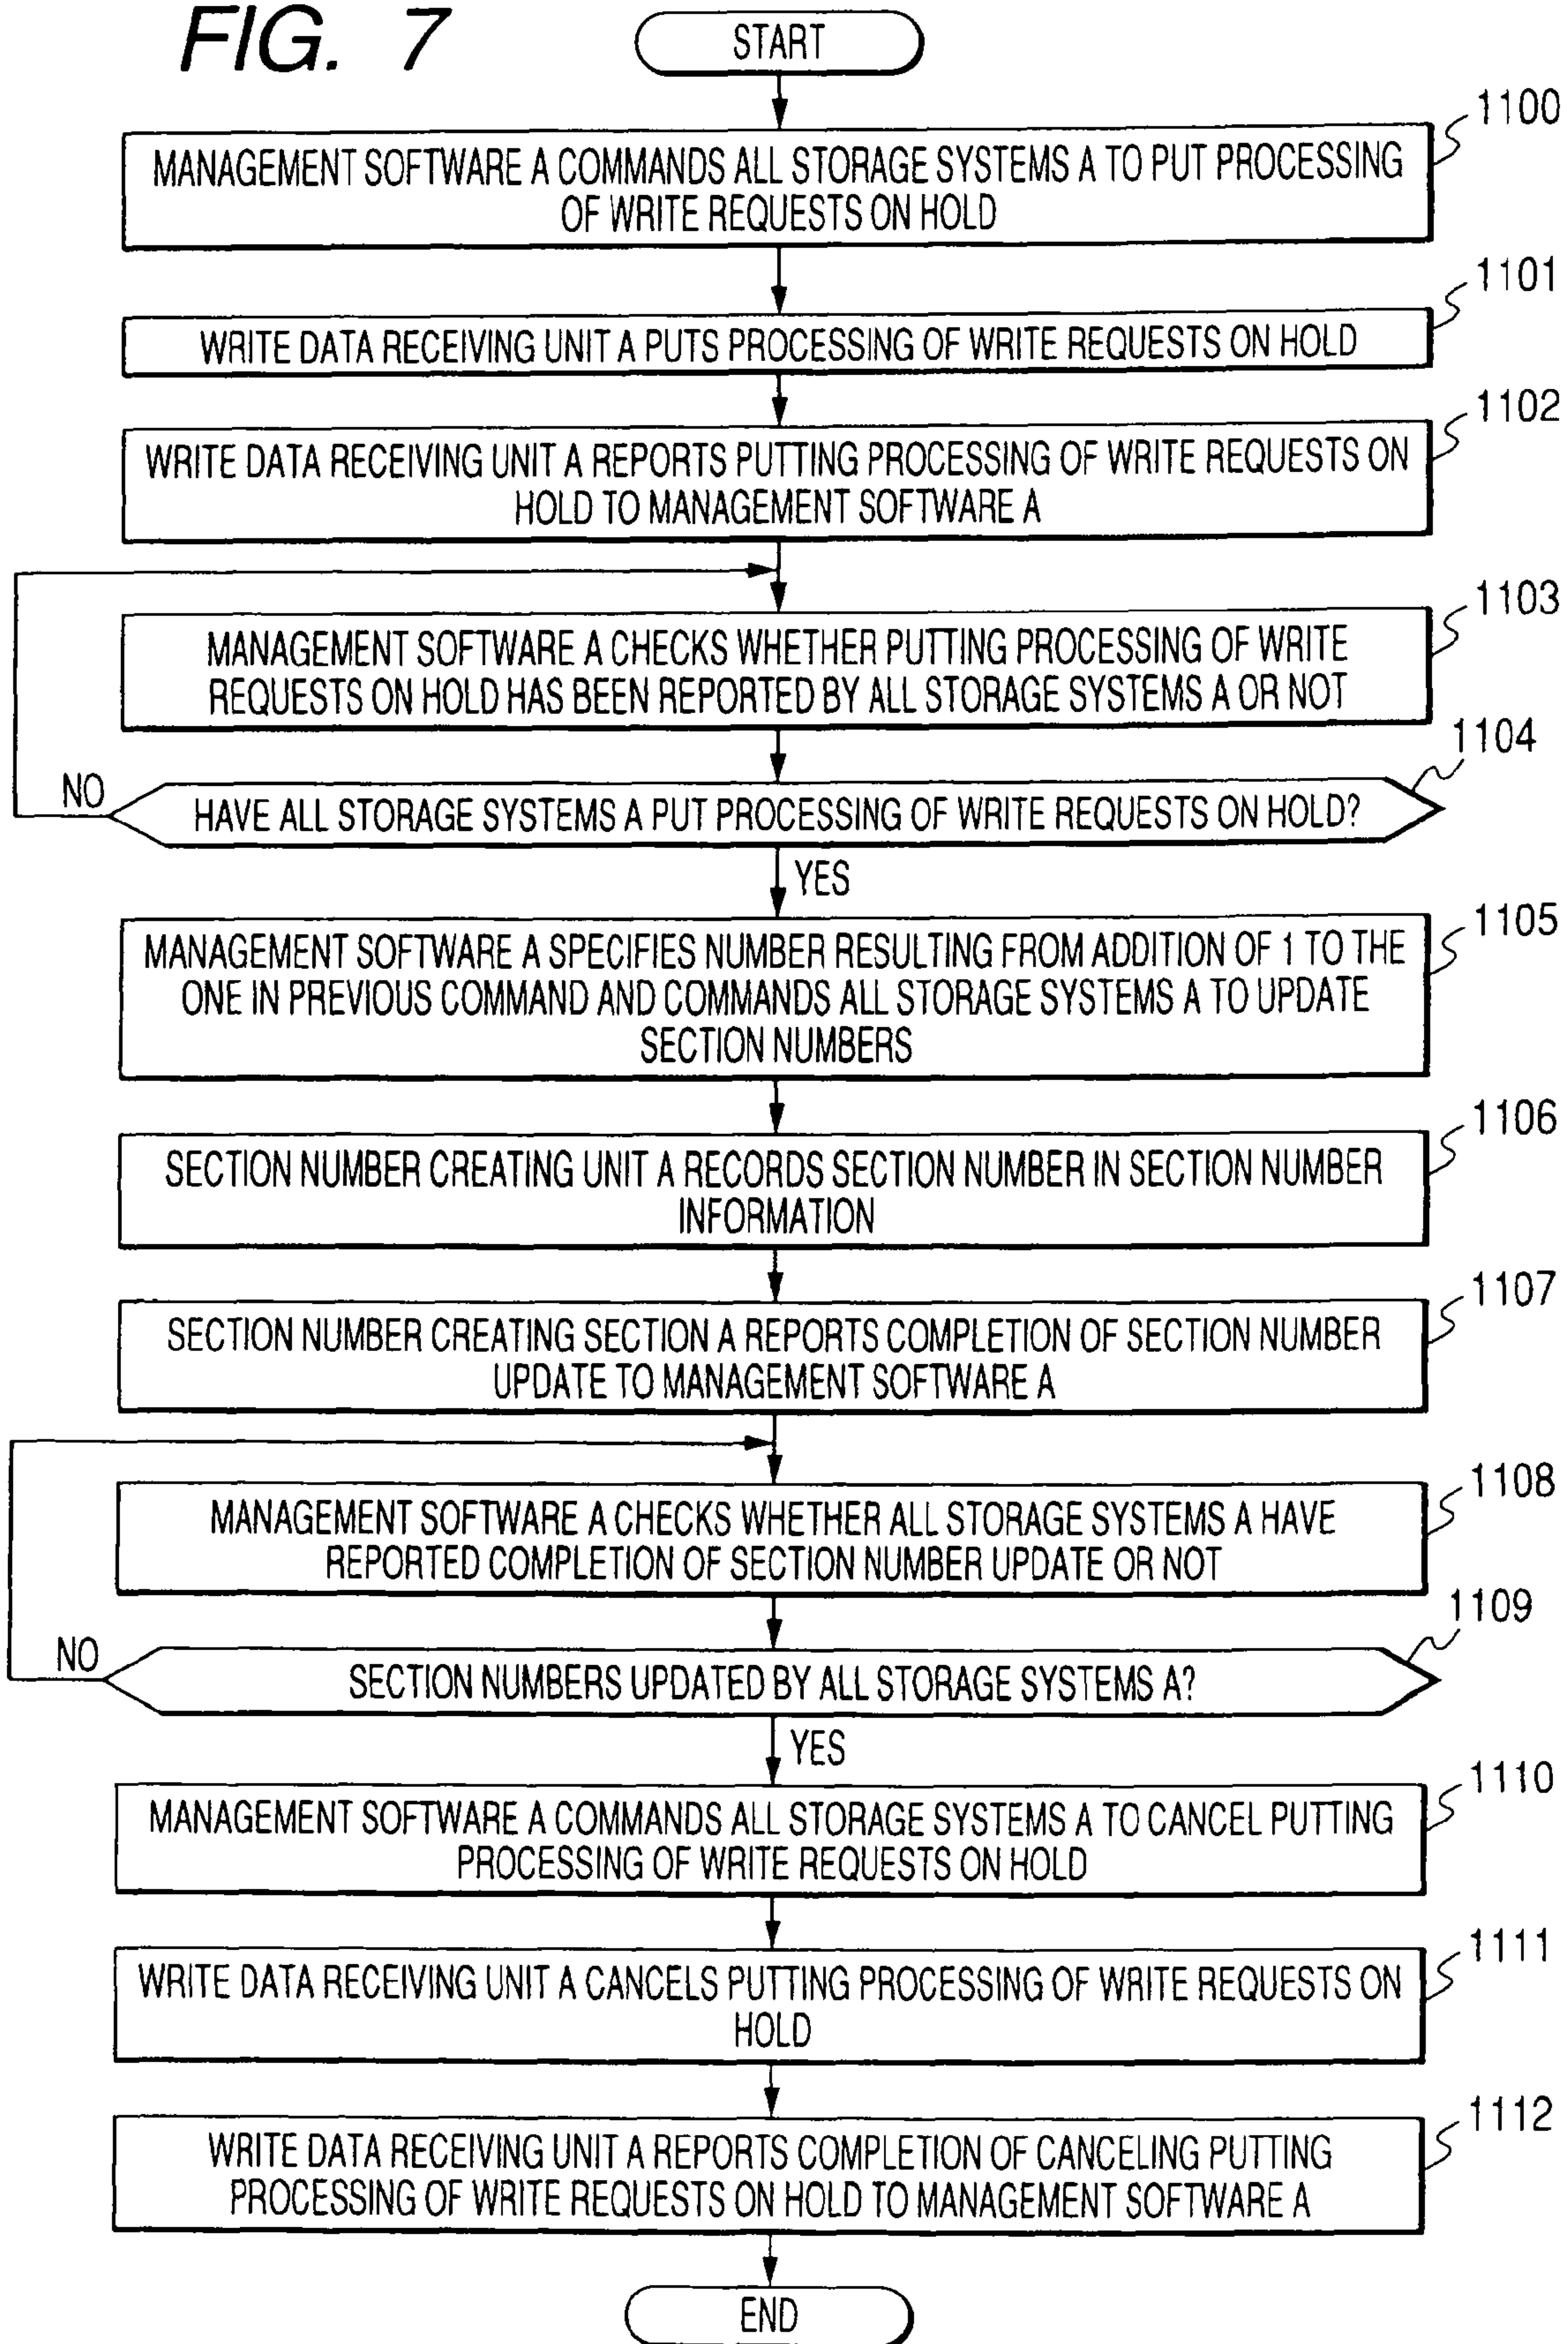 FIG. 7
START
1100
MANAGEMENT SOFTWARE A COMMANDS ALL STORAGE SYSTEMS A TO PUT PROCESSING
OF WRITE REQUESTS ON HOLD
1101
WRITE DATA RECEIVING UNIT A PUTS PROCESSING OF WRITE REQUESTS ON HOLD
1102
WRITE DATA RECEIVING UNIT A REPORTS PUTTING PROCESSING OF WRITE REQUESTS ON
HOLD TO MANAGEMENT SOFTWARE A
1103
MANAGEMENT SOFTWARE A CHECKS WHETHER PUTTING PROCESSING OF WRITE
REQUESTS ON HOLD HAS BEEN REPORTED BY ALL STORAGE SYSTEMS A OR NOT
1104
NO
HAVE ALL STORAGE SYSTEMS A PUT PROCESSING OF WRITE REQUESTS ON HOLD?
YES
1105
MANAGEMENT SOFTWARE A SPECIFIES NUMBER RESULTING FROM ADDITION OF 1 TO THE
ONE IN PREVIOUS COMMAND AND COMMANDS ALL STORAGE SYSTEMS A TO UPDATE
SECTION NUMBERS
1106
SECTION NUMBER CREATING UNIT A RECORDS SECTION NUMBER IN SECTION NUMBER
INFORMATION
1107
SECTION NUMBER CREATING SECTION A REPORTS COMPLETION OF SECTION NUMBER
UPDATE TO MANAGEMENT SOFTWARE A
1108
MANAGEMENT SOFTWARE A CHECKS WHETHER ALL STORAGE SYSTEMS A HAVE
REPORTED COMPLETION OF SECTION NUMBER UPDATE OR NOT
1109
NO
SECTION NUMBERS UPDATED BY ALL STORAGE SYSTEMS A?
YES
1110
MANAGEMENT SOFTWARE A COMMANDS ALL STORAGE SYSTEMS A TO CANCEL PUTTING
PROCESSING OF WRITE REQUESTS ON HOLD
1111
WRITE DATA RECEIVING UNIT A CANCELS PUTTING PROCESSING OF WRITE REQUESTS ON
HOLD
1112
WRITE DATA RECEIVING UNIT A REPORTS COMPLETION OF CANCELING PUTTING
PROCESSING OF WRITE REQUESTS ON HOLD TO MANAGEMENT SOFTWARE A
END